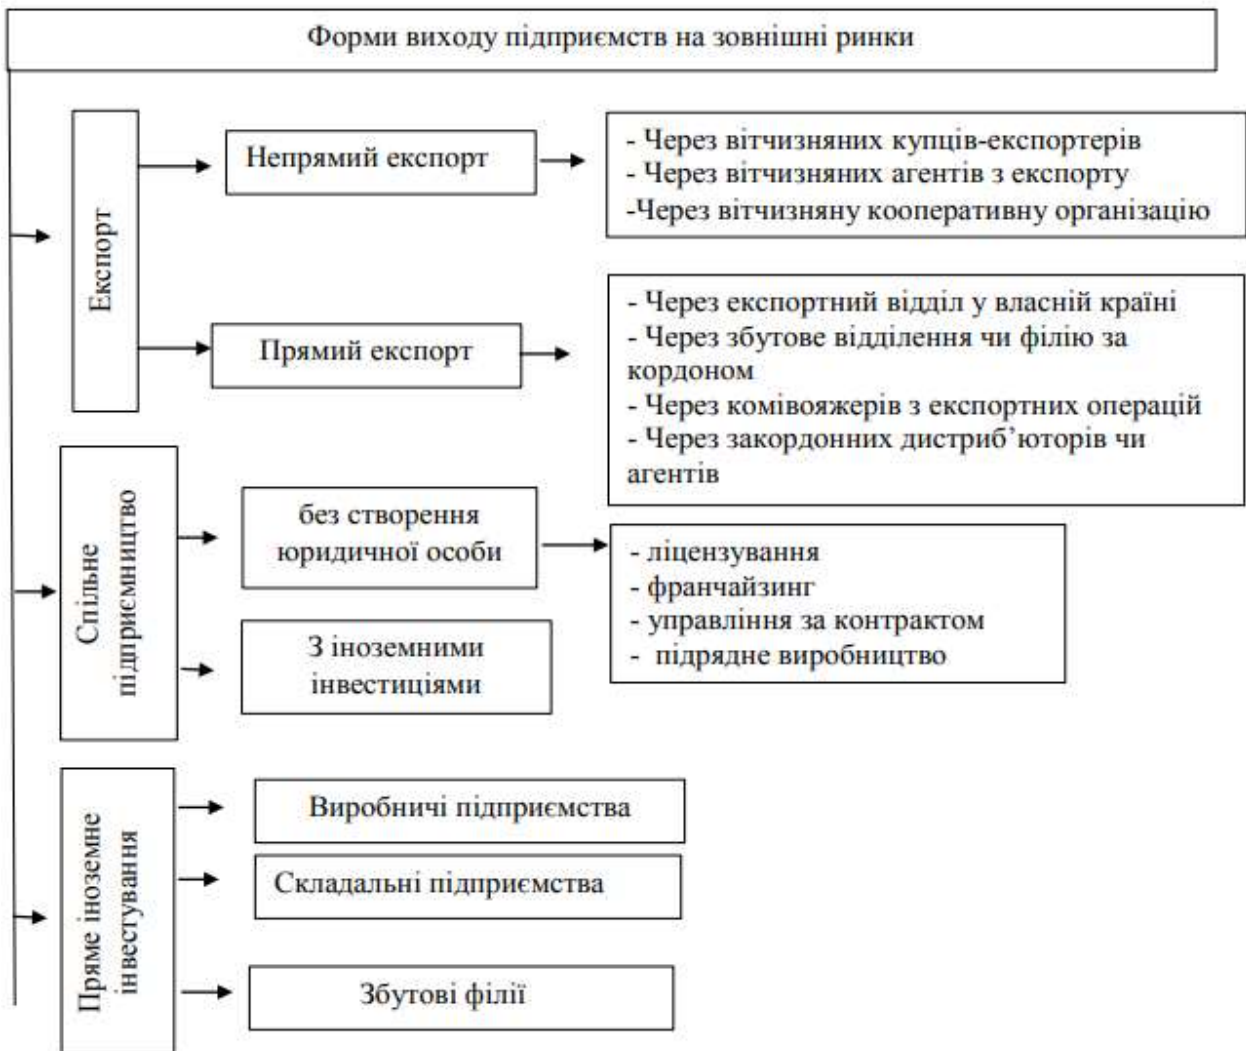 Форми виходу підприємств на зовнішні ринки
Експорт
Непрямий експорт
- Через вітчизняних купців-експортерів
- Через вітчизняних агентів з експорту
-Через вітчизняну кооперативну організацію
Прямий експорт
- Через експортний відділ у власній країні
- Через збутове відділення чи філію за
кордоном
- Через комівояжерів з експортних операцій
- Через закордонних дистриб’юторів чи
агентів
Спільне
підприємництво
без створення
юридичної особи
- ліцензування
- франчайзинг
- управління за контрактом
- підрядне виробництво
З іноземними
інвестиціями
Пряме іноземне
інвестування
Виробничі підприємства
Складальні підприємства
Збутові філії